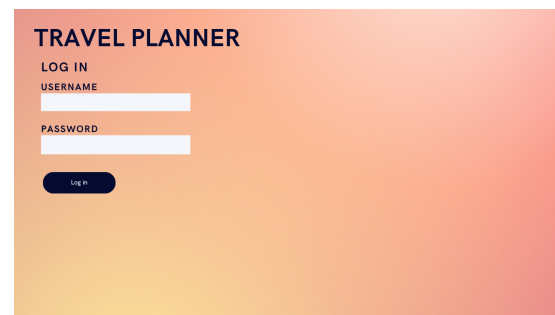 TRAVEL PLANNER
LOG IN
USERNAME
PASSWORD
Log in